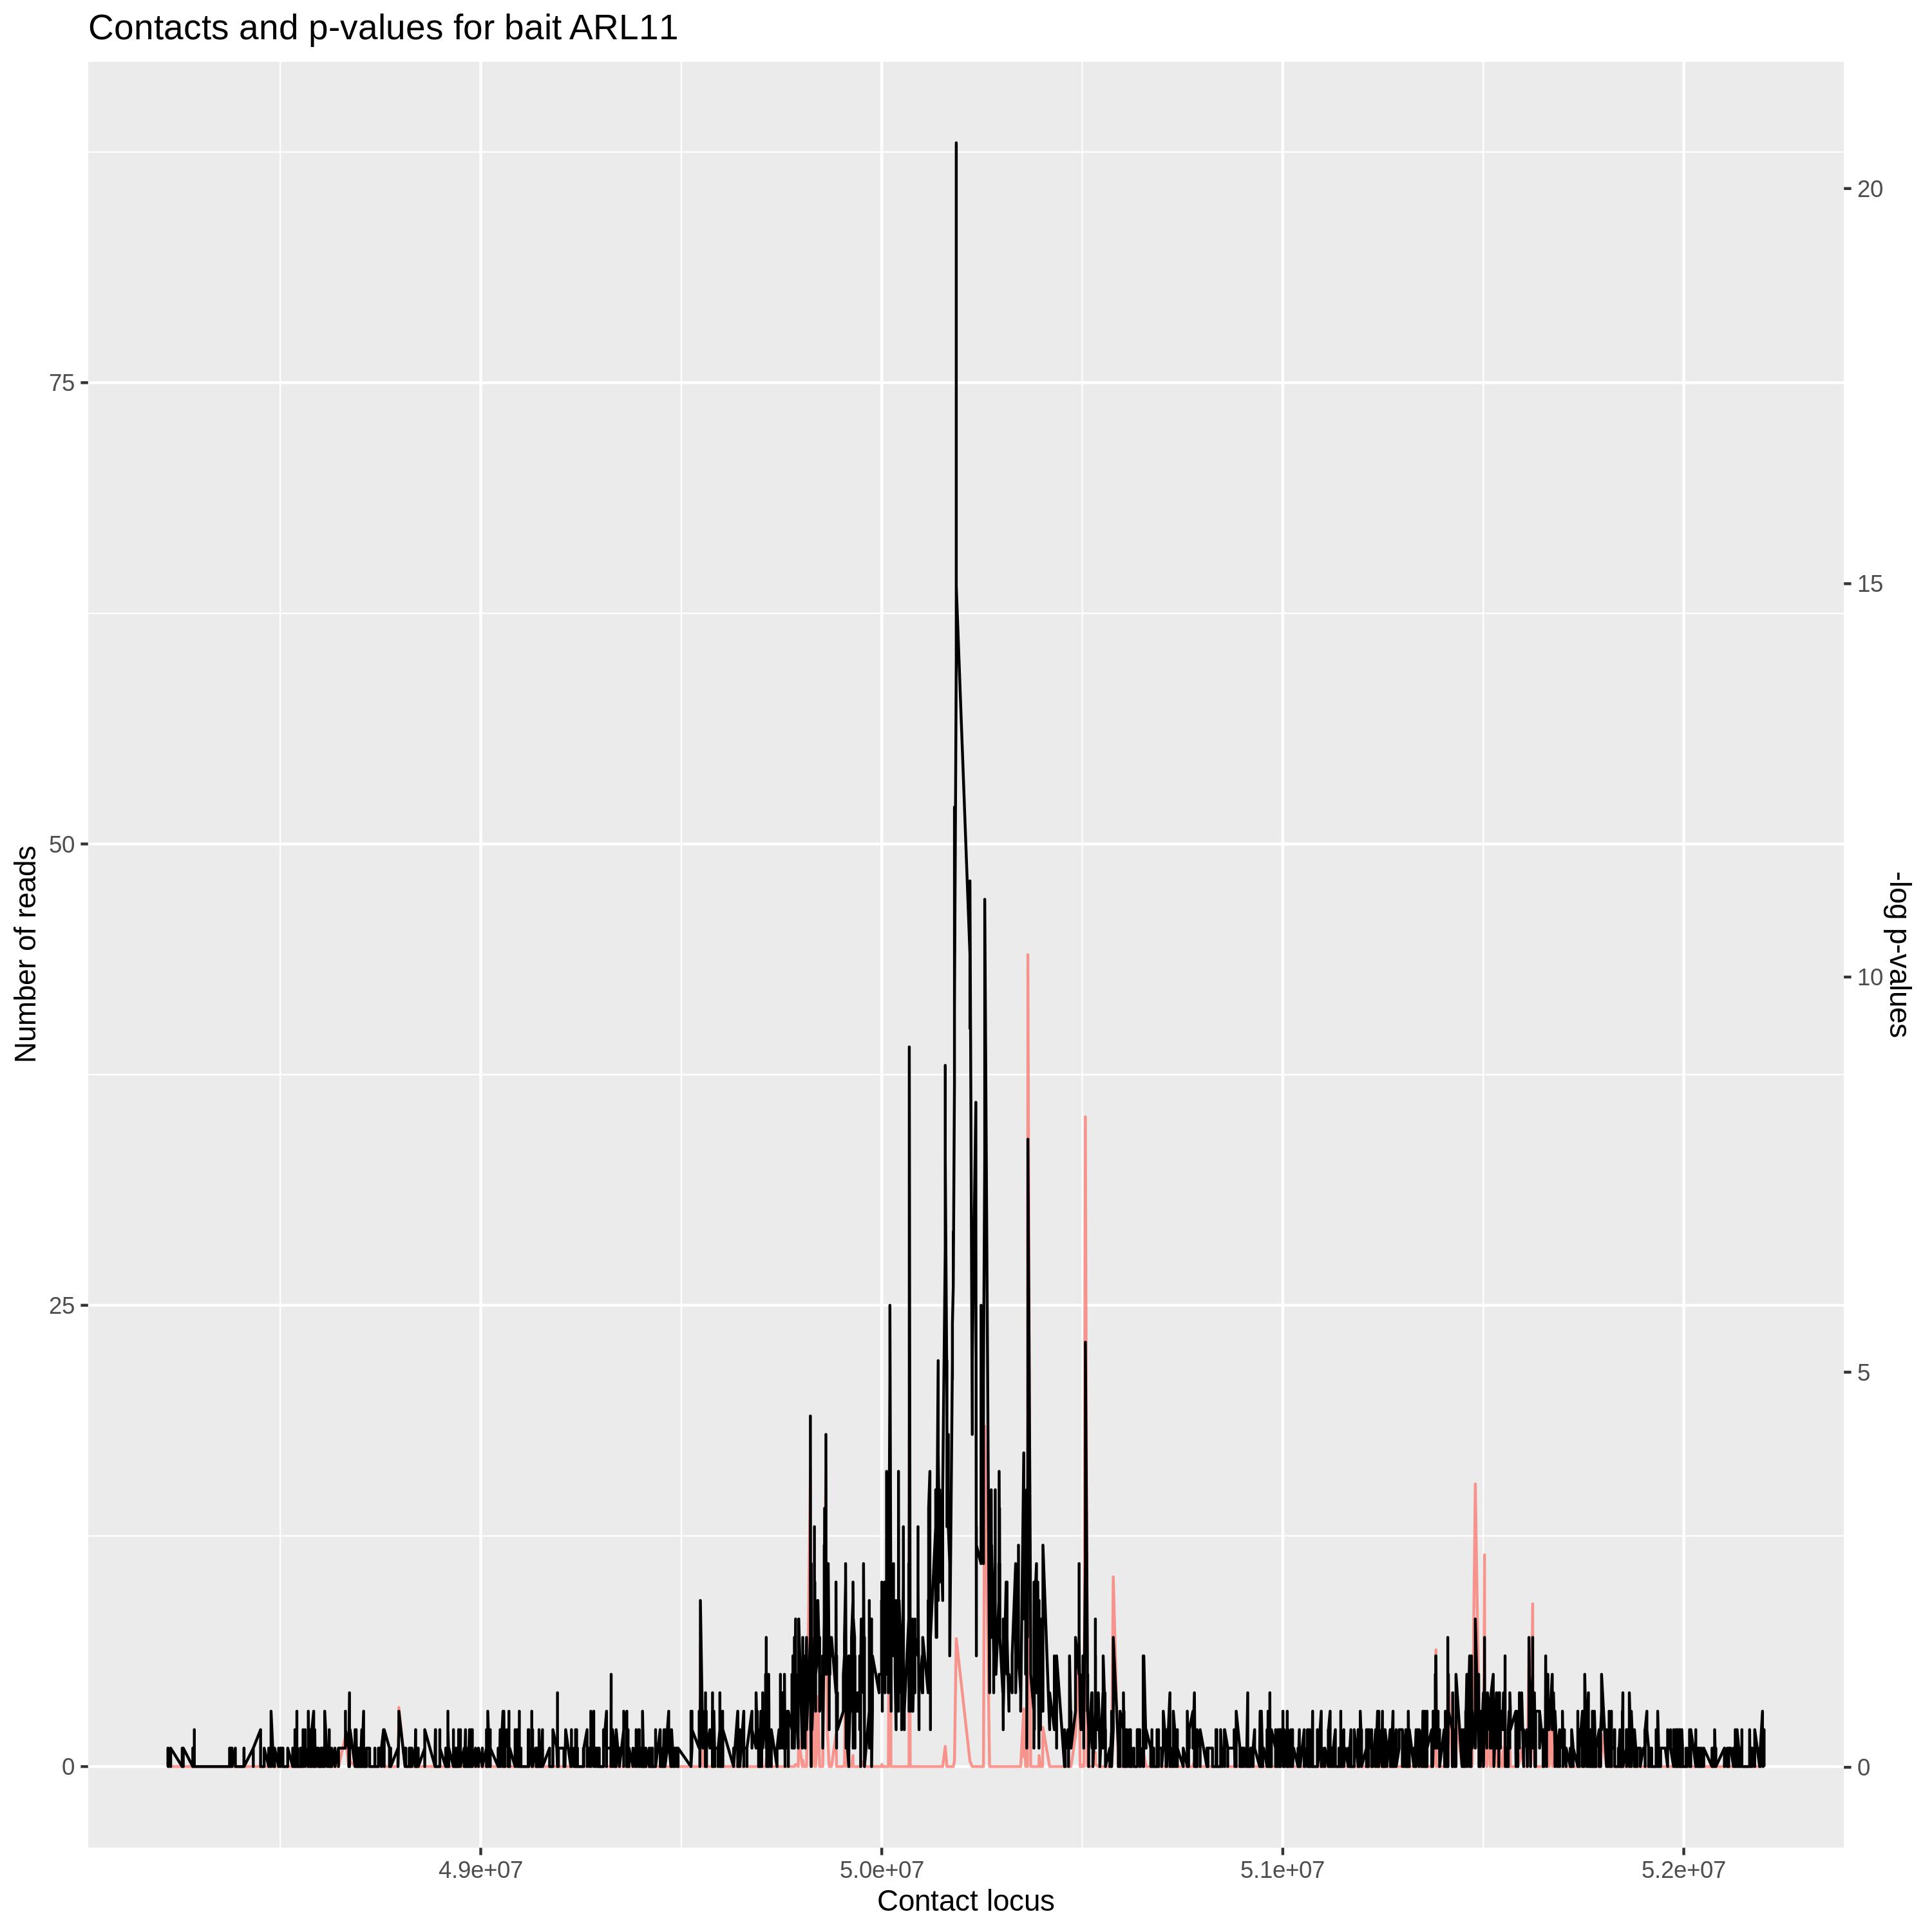 Contacts and p-values for bait ARL11
75
50
25
0
Number of reads
20
15
10
5
0
-log p-values
4.9e+07
5.0e+07
5.1e+07
5.2e+07
Contact locus